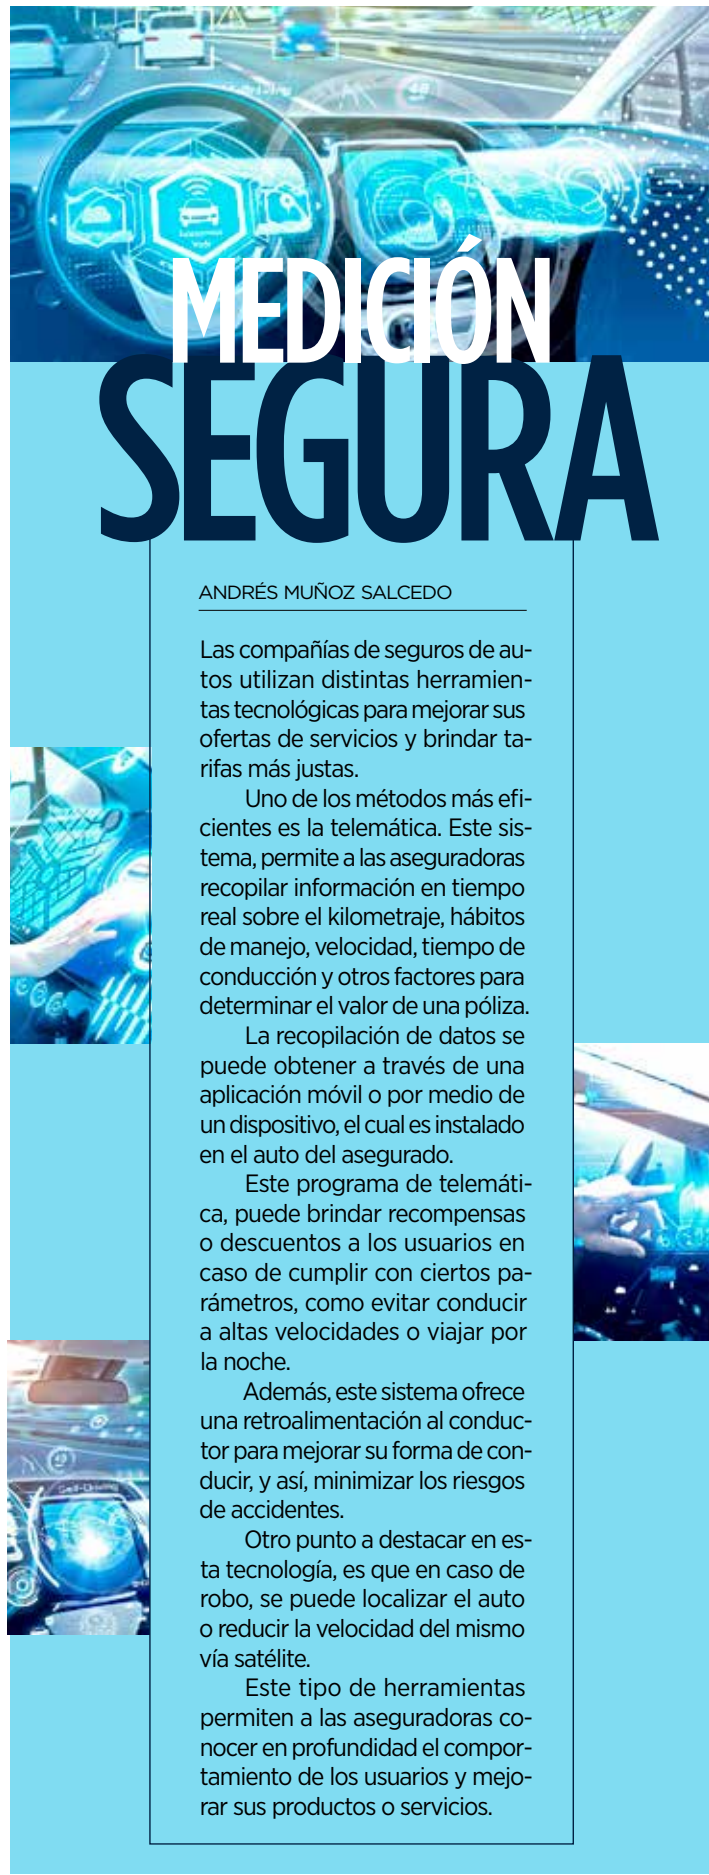 MEDICIÓN
SEGURA
ANDRÉS MUÑOZ SALCEDO
Las compañías de seguros de au-
tos utilizan distintas herramien-
tas tecnológicas para mejorar sus
ofertas de servicios y brindar ta-
rifas más justas.
Uno de los métodos más efi-
cientes es la telemática. Este sis-
tema, permite a las aseguradoras
recopilar información en tiempo
real sobre el kilometraje, hábitos
de manejo, velocidad, tiempo de
conducción y otros factores para
determinar el valor de una póliza.
La recopilación de datos se
puede obtener a través de una
aplicación móvil o por medio de
un dispositivo, el cual es instalado
en el auto del asegurado.
Este programa de telemáti-
ca, puede brindar recompensas
o descuentos a los usuarios en
caso de cumplir con ciertos pa-
rámetros, como evitar conducir
a altas velocidades o viajar por
la noche.
Además, este sistema ofrece
una retroalimentación al conduc-
tor para mejorar su forma de con-
ducir, y así, minimizar los riesgos
de accidentes.
Otro punto a destacar en es-
ta tecnología, es que en caso de
robo, se puede localizar el auto
o reducir la velocidad del mismo
vía satélite.
Este tipo de herramientas
permiten a las aseguradoras co-
nocer en profundidad el compor-
tamiento de los usuarios y mejo-
rar sus productos o servicios.